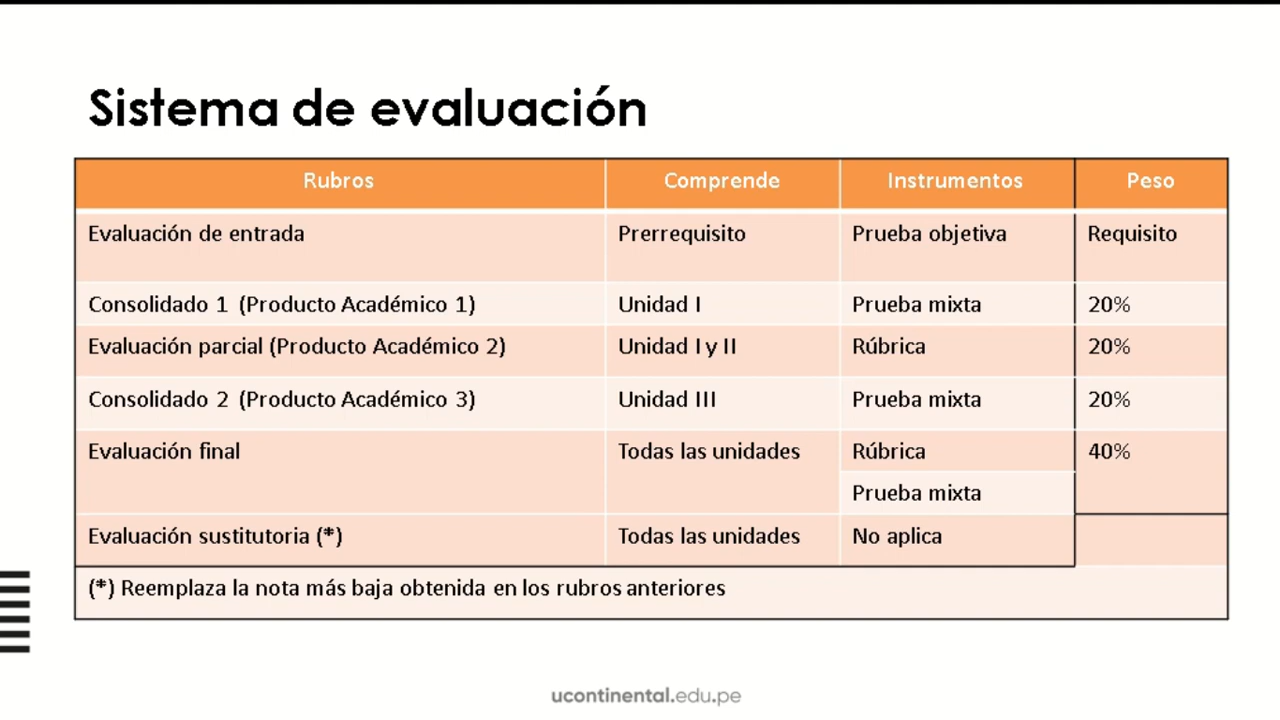 Sistema de evaluación
Rubros Comprende Instrumentos Peso
Evaluación de entrada Prerrequisito Prueba objetiva Requisito
Consolidado 1 (Producto Académico 1) Unidad I Prueba mixta 20%
Evaluación parcial (Producto Académico 2) Unidad I y II Rúbrica 20%
Consolidado 2 (Producto Académico 3) Unidad III Prueba mixta 20%
Evaluación final Todas las unidades Rúbrica 40%
Prueba mixta
Evaluación sustitutoria (*) Todas las unidades No aplica
(*) Reemplaza la nota más baja obtenida en los rubros anteriores
ucontinental.edu.pe